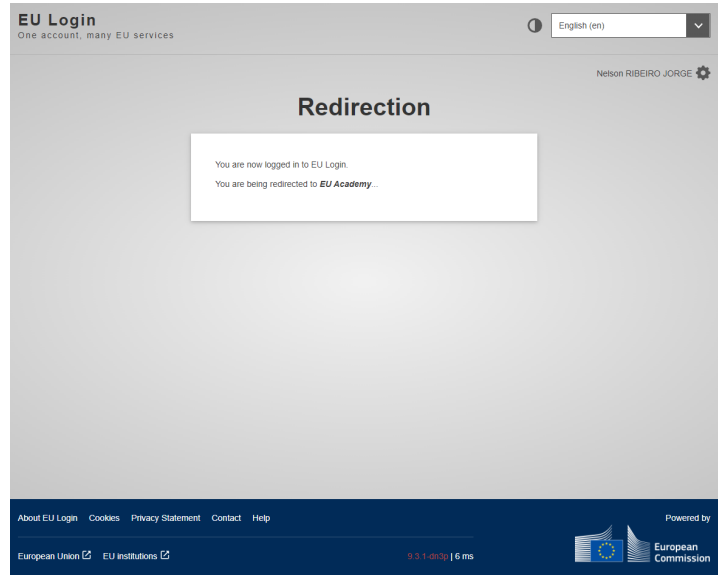 EU Login
One account, many EU services
English (en)
Nelson RIBEIRO JORGE
Redirection
You are now logged in to EU Login.
You are being redirected to EU Academy...
About EU Login Cookies Privacy Statement Contact Help
Powered by
European Union EU institutions
9.3.1-dn3p | 6 ms
European
Commission